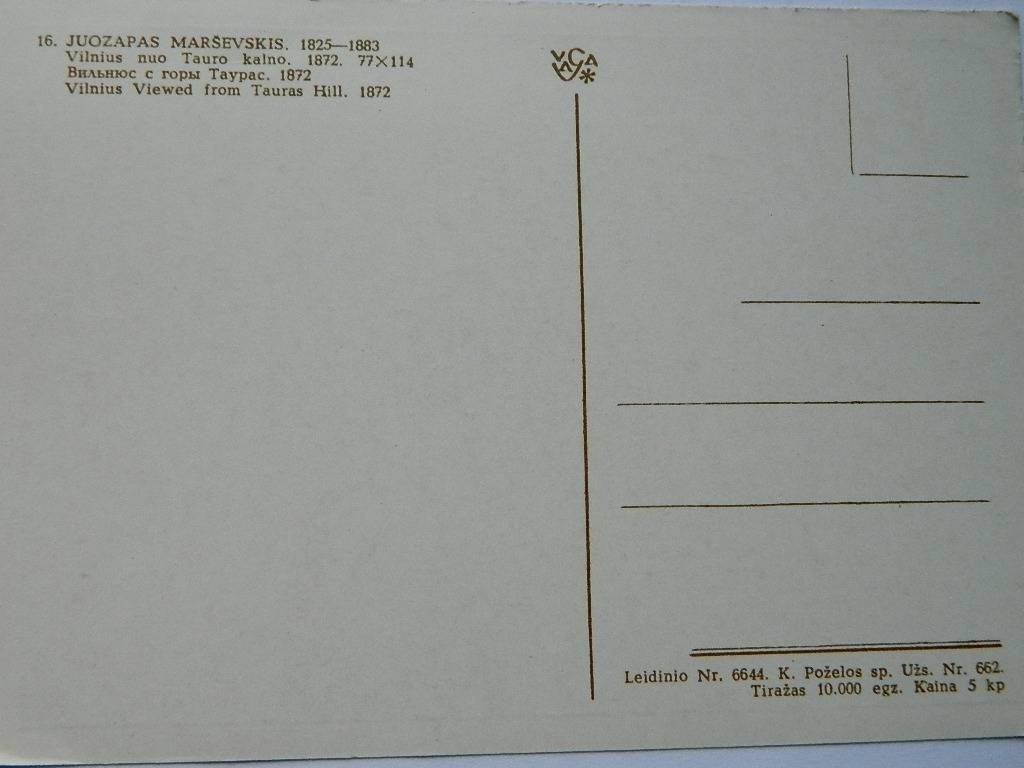 16. JUOZAPAS MARŠEVSKIS. 1825—1883
Vilnius nuo Tauro kalno. 1872. 77×114
Вильнюс с горы Таурас. 1872
Vilnius Viewed from Tauras Hill. 1872
VAGA
Leidinio Nr. 6644. K. Poželos sp. Užs. Nr. 662.
Tiražas 10.000 egz. Kaina 5 kp